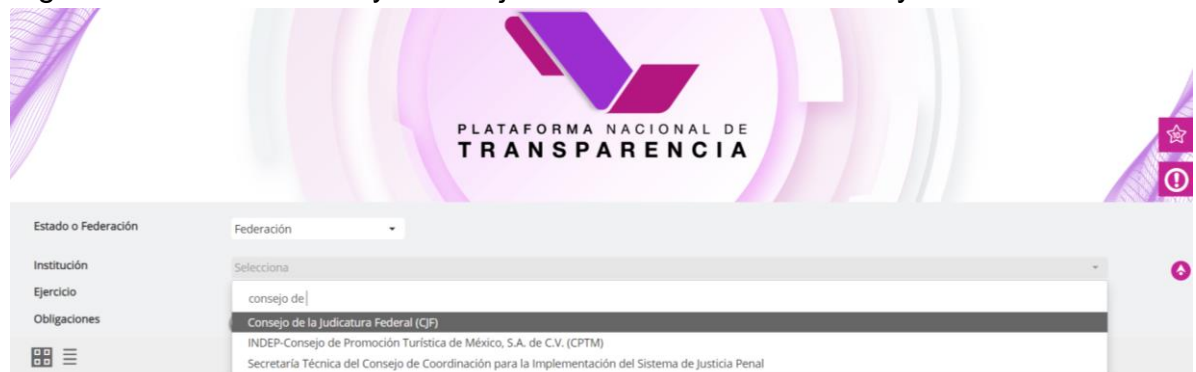 PLATAFORMA NACIONAL DE
TRANSPARENCIA
Estado o Federación
Federación
Institución
Selecciona
Ejercicio
consejo de
Obligaciones
Consejo de la Judicatura Federal (CJF)
INDEP-Consejo de Promoción Turística de México, S.A. de C.V. (CPTM)
Secretaría Técnica del Consejo de Coordinación para la Implementación del Sistema de Justicia Penal